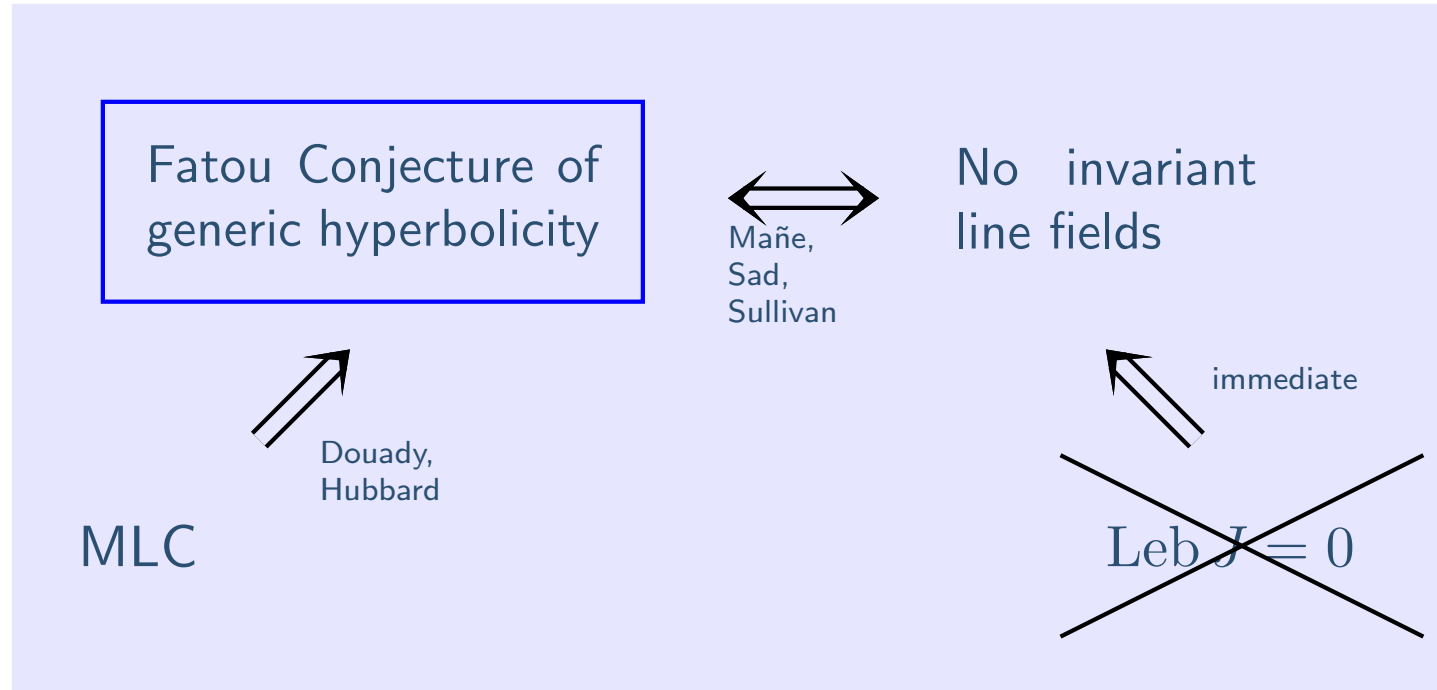 Fatou Conjecture of
generic hyperbolicity
No invariant
line fields
Mañe,
Sad,
Sullivan
immediate
Douady,
Hubbard
MLC
Leb J = 0